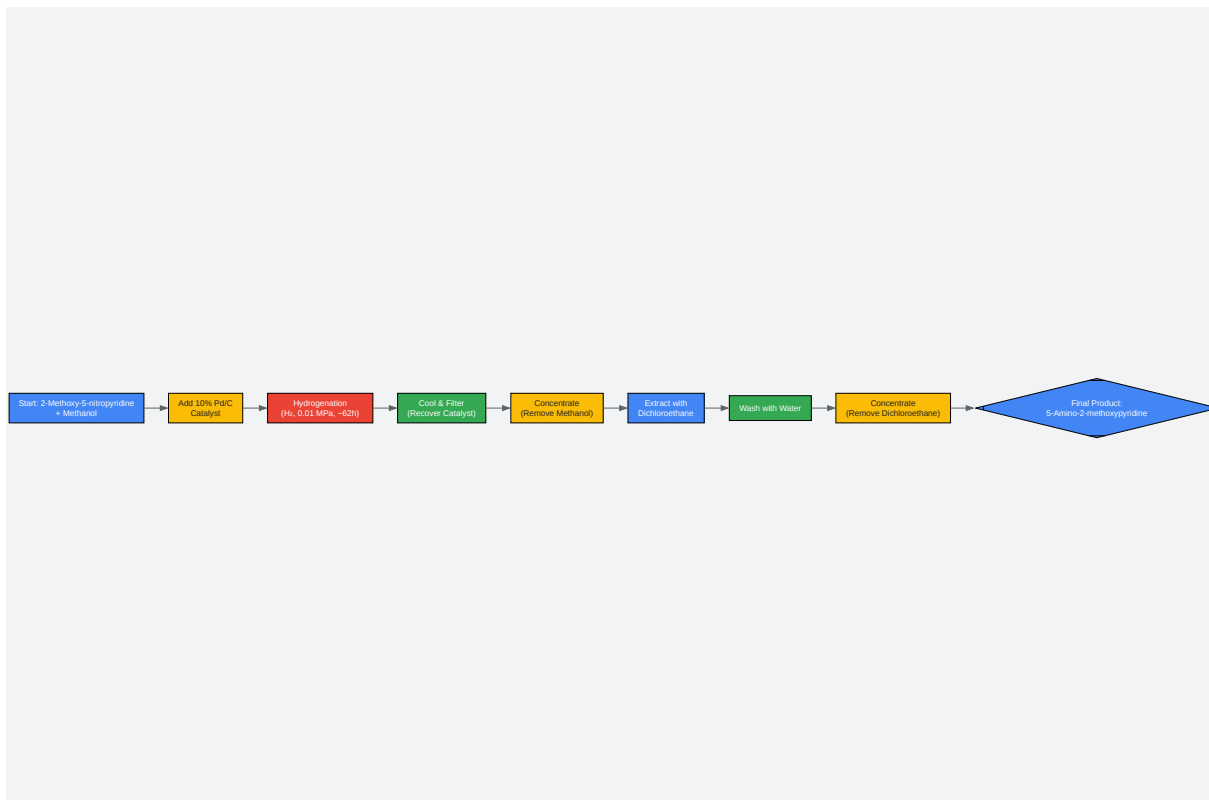 Start: 2-Methoxy-5-nitropyridine
+ Methanol
Add 10% Pd/C
Catalyst
Hydrogenation
(H₂, 0.01 MPa, ~62h)
Cool & Filter
(Recover Catalyst)
Concentrate
(Remove Methanol)
Extract with
Dichloroethane
Wash with Water
Concentrate
(Remove Dichloroethane)
Final Product:
5-Amino-2-methoxypyridine